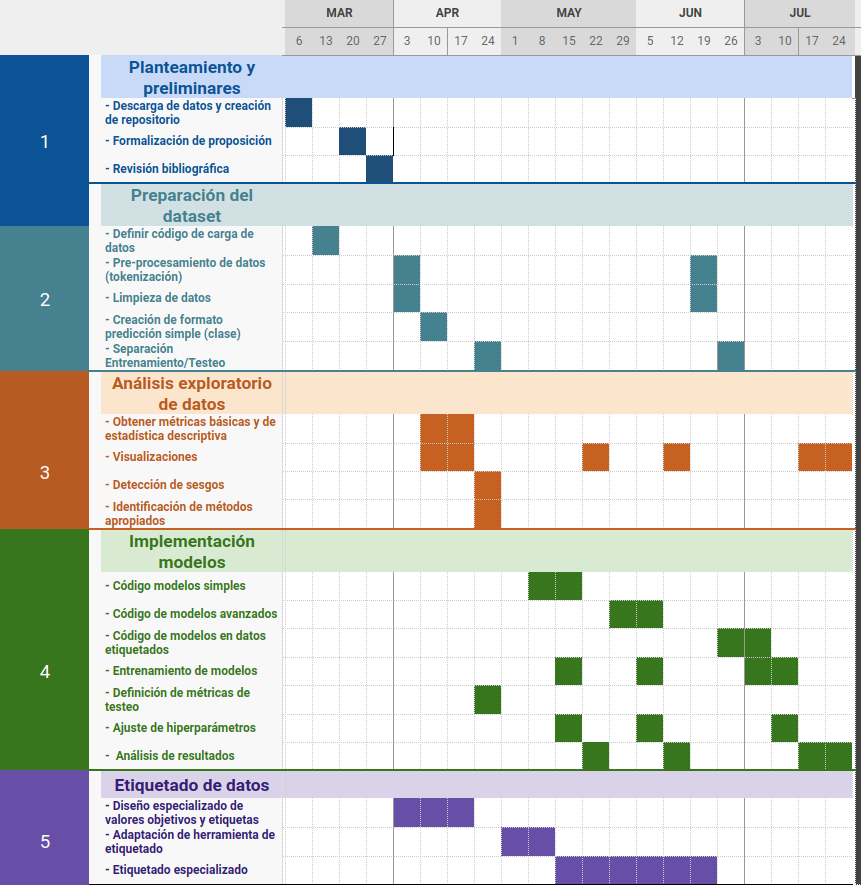 MAR APR MAY JUN JUL
6 13 20 27 3 10 17 24 1 8 15 22 29 5 12 19 26 3 10 17 24
1
Planteamiento y
preliminares
- Descarga de datos y creación
de repositorio
- Formalización de proposición
- Revisión bibliográfica
Preparación del
dataset
2
- Definir código de carga de
datos
- Pre-procesamiento de datos
(tokenización)
- Limpieza de datos
- Creación de formato
predicción simple (clase)
- Separación
Entrenamiento/Testeo
3
Análisis exploratorio
de datos
- Obtener métricas básicas y de
estadística descriptiva
- Visualizaciones
- Detección de sesgos
- Identificación de métodos
apropiados
4
Implementación
modelos
- Código modelos simples
- Código de modelos avanzados
- Código de modelos en datos
etiquetados
- Entrenamiento de modelos
- Definición de métricas de
testeo
- Ajuste de hiperparámetros
- Análisis de resultados
5
Etiquetado de datos
- Diseño especializado de
valores objetivos y etiquetas
- Adaptación de herramienta de
etiquetado
- Etiquetado especializado